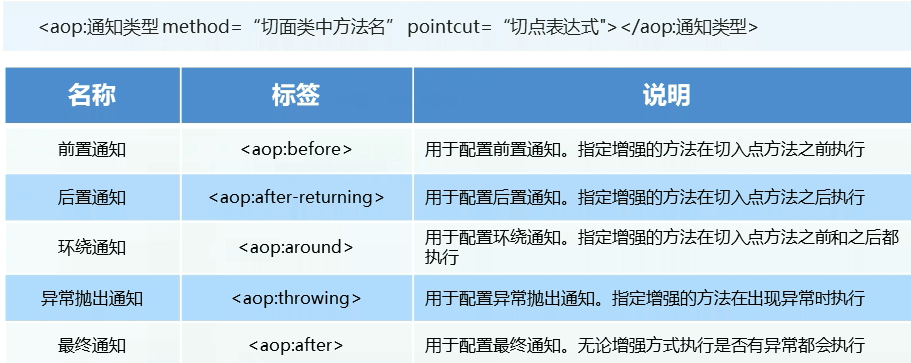 <aop:通知类型 method=“切面类中方法名” pointcut=“切点表达式"></aop:通知类型>
名称 标签 说明
前置通知 <aop:before> 用于配置前置通知。指定增强的方法在切入点方法之前执行
后置通知 <aop:after-returning> 用于配置后置通知。指定增强的方法在切入点方法之后执行
环绕通知 <aop:around> 用于配置环绕通知。指定增强的方法在切入点方法之前和之后都
执行
异常抛出通知 <aop:throwing> 用于配置异常抛出通知。指定增强的方法在出现异常时执行
最终通知 <aop:after> 用于配置最终通知。无论增强方式执行是否有异常都会执行